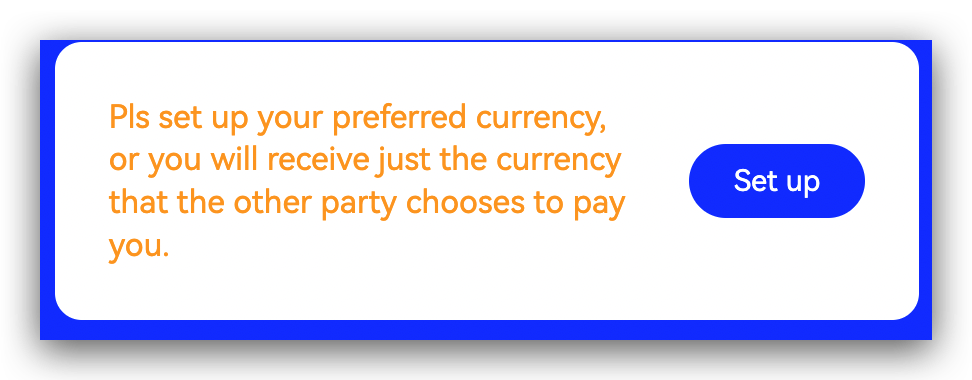 Pls set up your preferred currency,
or you will receive just the currency
that the other party chooses to pay
you.
Set up